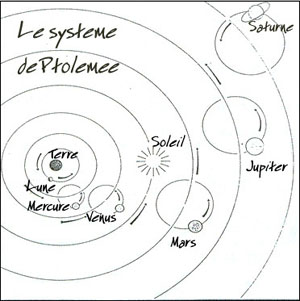 Le systeme
de Ptolemee
Saturne
Terre
Soleil
Jupiter
Lune
Mercure
Venus
Mars